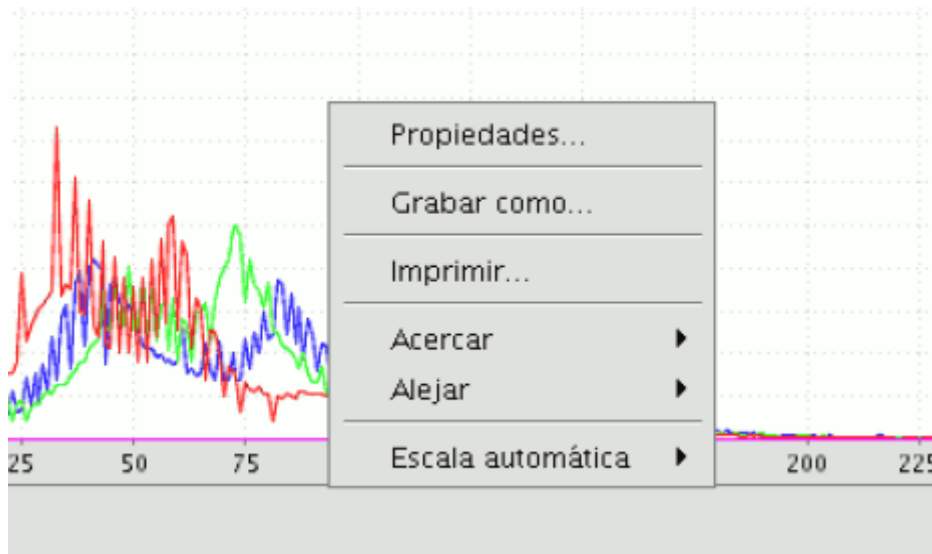 Propiedades...
Grabar como...
Imprimir...
Acercar
Alejar
Escala automática
25 50 75 200 225